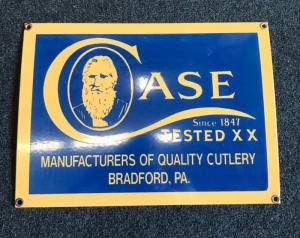 CASE
Since 1847
TESTED XX
MANUFACTURERS OF QUALITY CUTLERY
BRADFORD, PA.